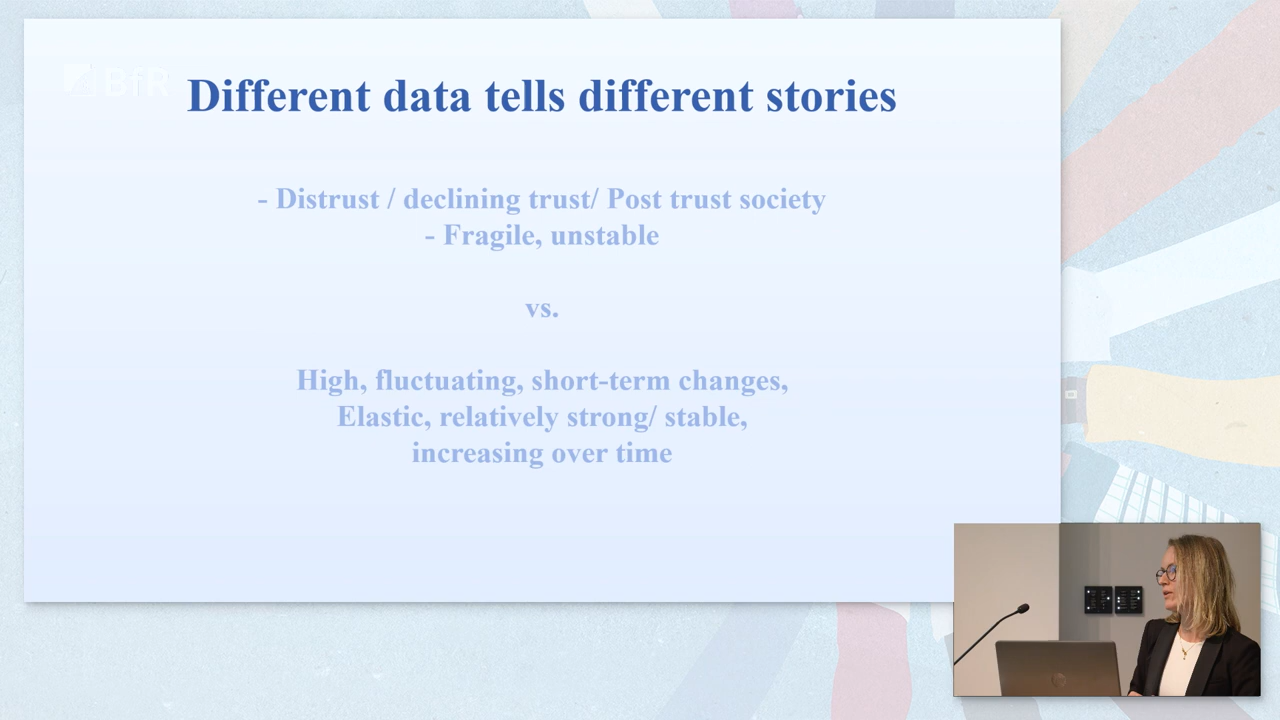 BfR
Different data tells different stories
- Distrust / declining trust/ Post trust society
- Fragile, unstable
vs.
High, fluctuating, short-term changes,
Elastic, relatively strong/ stable,
increasing over time